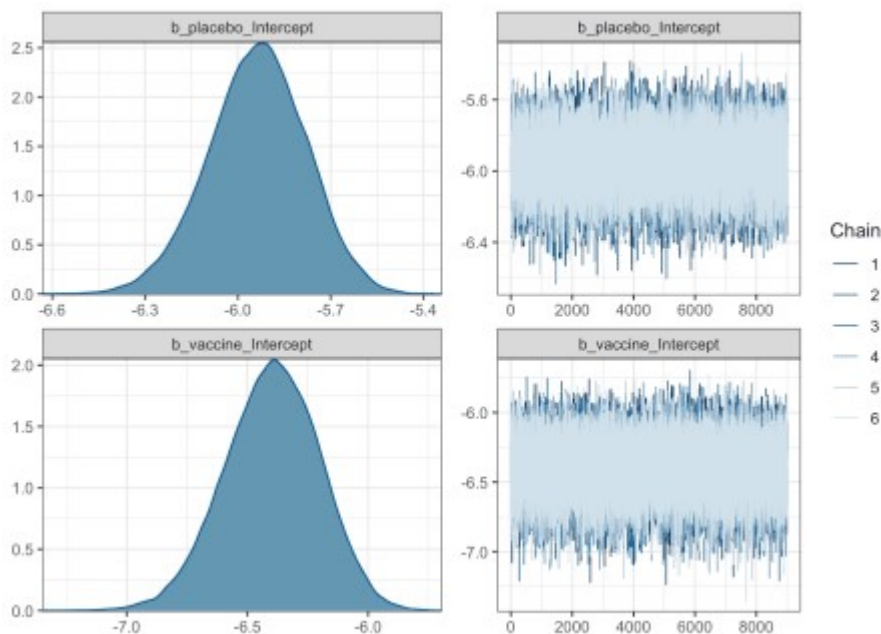 b_placebo_Intercept
2.5
2.0
1.5
1.0
0.5
0.0
-6.6 -6.3 -6.0 -5.7 -5.4
b_placebo_Intercept
-5.6
-6.0
-6.4
0 2000 4000 6000 8000
b_vaccine_Intercept
2.0
1.5
1.0
0.5
0.0
-7.0 -6.5 -6.0
b_vaccine_Intercept
-6.0
-6.5
-7.0
0 2000 4000 6000 8000
Chain
1
2
3
4
5
6